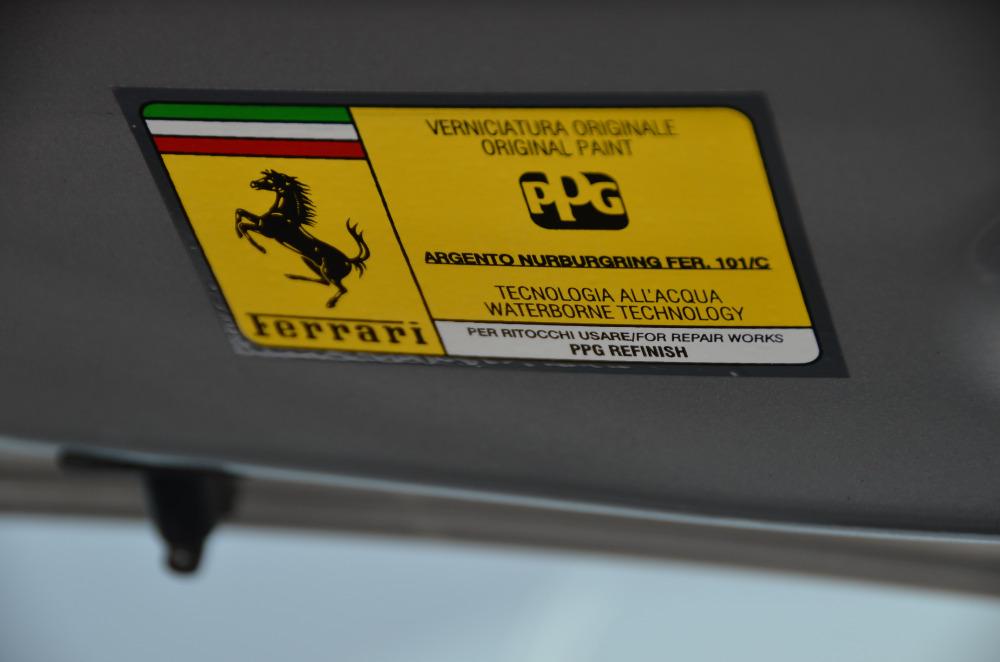 VERNICIATURA ORIGINALE
ORIGINAL PAINT
PPG
ARGENTO NURBURGRING FER. 101/C
TECNOLOGIA ALL'ACQUA
WATERBORNE TECHNOLOGY
Ferrari
PER RITOCCHI USARE/FOR REPAIR WORKS
PPG REFINISH